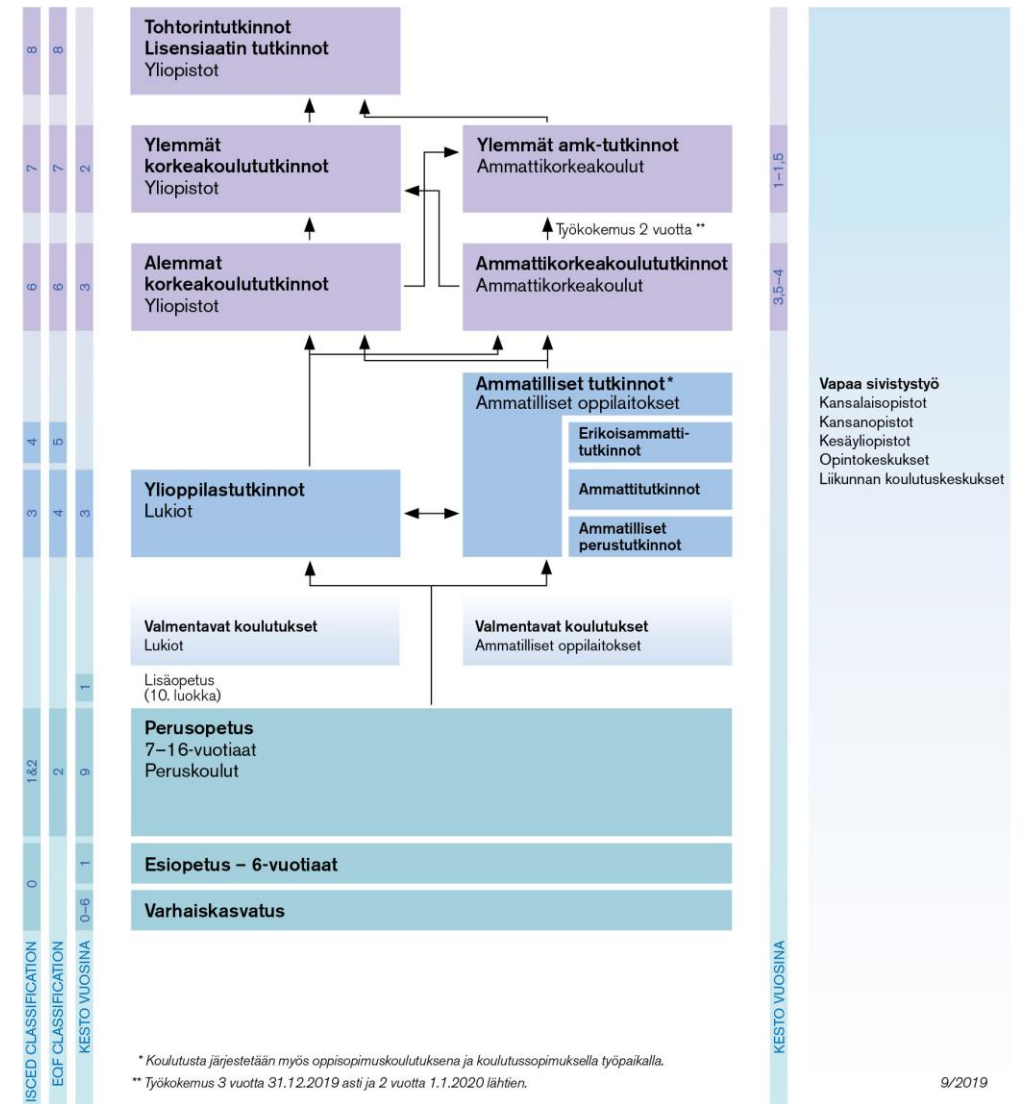 Tohtorintutkinnot
Lisensiaatin tutkinnot
Yliopistot
8
8
Ylemmät
korkeakoulututkinnot
Yliopistot
Ylemmät amk-tutkinnot
Ammattikorkeakoulut
7
7
2
1–1,5
Työkokemus 2 vuotta **
Alemmat
korkeakoulututkinnot
Yliopistot
Ammattikorkeakoulututkinnot
Ammattikorkeakoulut
6
6
3
3,5–4
Ammatilliset tutkinnot*
Ammatilliset oppilaitokset
Erikoisammatti-
tutkinnot
Ammattitutkinnot
Ammatilliset
perustutkinnot
4
5
Ylioppilastutkinnot
Lukiot
3
4
3
Valmentavat koulutukset
Lukiot
Valmentavat koulutukset
Ammatilliset oppilaitokset
Lisäopetus
(10. luokka)
1
Perusopetus
7–16-vuotiaat
Peruskoulut
1&2
2
9
Esiopetus – 6-vuotiaat
1
0
Varhaiskasvatus
0–6
ISCED CLASSIFICATION
EQF CLASSIFICATION
KESTO VUOSINA
KESTO VUOSINA
Vapaa sivistystyö
Kansalaisopistot
Kansanopistot
Kesäyliopistot
Opintokeskukset
Liikunnan koulutuskeskukset
* Koulutusta järjestetään myös oppisopimuskoulutuksena ja koulutussopimuksella työpaikalla.
** Työkokemus 3 vuotta 31.12.2019 asti ja 2 vuotta 1.1.2020 lähtien.
9/2019